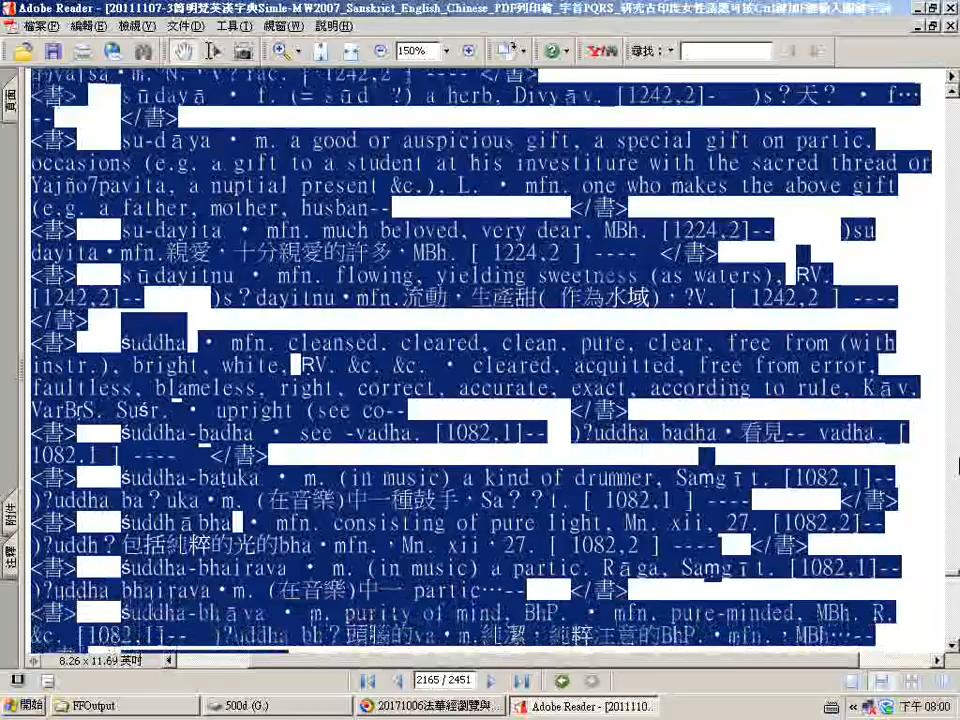 Adobe Reader - [20111107-3簡明梵英漢字典Simle-MW2007_Sanskrict_English_Chinese_PDF列印檔_字首PQRS_研究古印度女性議題可按Ctrl
檔案(F) 編輯(E) 檢視(V) 文件(D) 工具(T) 視窗(W) 說明(H)
150% 尋找：
頁面
<書> sūdayā • f. (= sūd ?) a herb, Divyāv. [1242,2]- )s？天？ • f…
-- </書>
<書> su-dāya • m. a good or auspicious gift, a special gift on partic.
occasions (e.g. a gift to a student at his investiture with the sacred thread or
Yajño7pavita, a nuptial present &c.), L. • mfn. one who makes the above gift
(e.g. a father, mother, husban-- </書>
<書> su-dayita • mfn. much beloved, very dear. MBh. [1224,2]-- )su
dayita•mfn.親愛，十分親愛的許多，MBh. [ 1224,2 ] ---- </書>
<書> sūdayitnu • mfn. flowing, yielding sweetness (as waters), RV.
[1242,2]-- )s？dayitnu•mfn.流動，生產甜( 作為水域)，?V. [ 1242,2 ] ----
</書>
<書> śuddha • mfn. cleansed. cleared, clean, pure, clear, free from (with
instr.), bright, white, RV. &c. &c. • cleared, acquitted, free from error,
faultless, blameless, right, correct, accurate, exact, according to rule, Kāv.
VarBṛS. Suśr. • upright (see co-- </書>
<書> śuddha-badha • see -vadha. [1082,1]-- )?uddha badha•看見-- vadha. [
1082.1 ] ---- </書>
<書> śuddha-baṭuka • m. (in music) a kind of drummer, Saṃgīt. [1082,1]--
)?uddha ba？uka•m. (在音樂)中一種鼓手，Sa？？t. [ 1082,1 ] ---- </書>
<書> śuddhābha • mfn. consisting of pure light, Mn. xii, 27. [1082,2]--
)?uddh？包括純粹的光的bha•mfn.，Mn. xii，27. [ 1082,2 ] ---- </書>
<書> śuddha-bhairava • m. (in music) a partic. Rāga, Saṃgīt. [1082,1]--
)?uddha bhairava•m. (在音樂)中一 partic…-- </書>
<書> śuddha-bhāva • m. purity of mind, BhP. • mfn. pure-minded, MBh. R.
&c. [1082,1]-- )?uddha bh？頭腦的va•m.純潔，純粹注意的BhP.•mfn.，MBh…--
附件
注釋
8.26 x 11.69 英吋
2165 / 2451
開始 FFOutput 500d (G:) 20171006法華經瀏覽與... Adobe Reader - [2011110... 下午 08:00